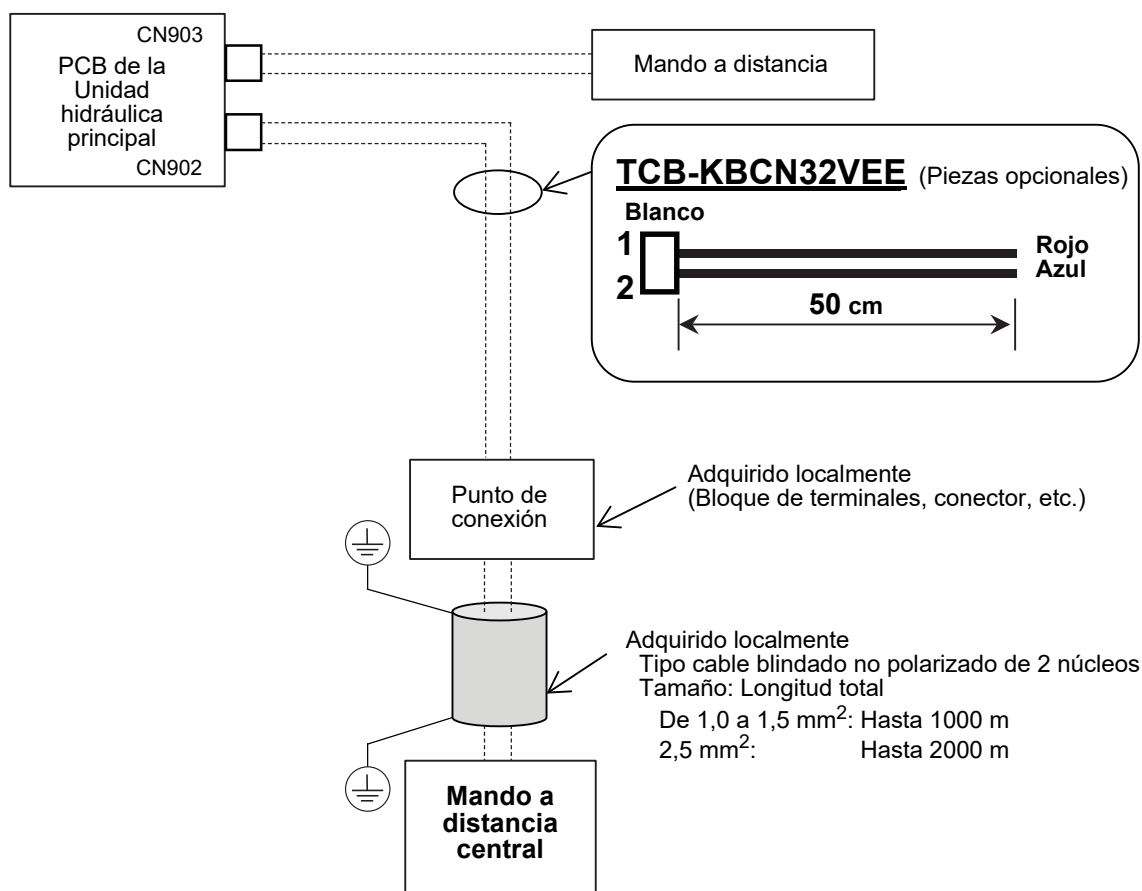 CN903
PCB de la
Unidad
hidráulica
principal
CN902
Mando a distancia
TCB-KBCN32VEE (Piezas opcionales)
Blanco
1
2
Rojo
Azul
50 cm
Punto de
conexión
Adquirido localmente
(Bloque de terminales, conector, etc.)
Adquirido localmente
Tipo cable blindado no polarizado de 2 núcleos
Tamaño: Longitud total
De 1,0 a 1,5 mm²: Hasta 1000 m
2,5 mm²: Hasta 2000 m
Mando a
distancia
central